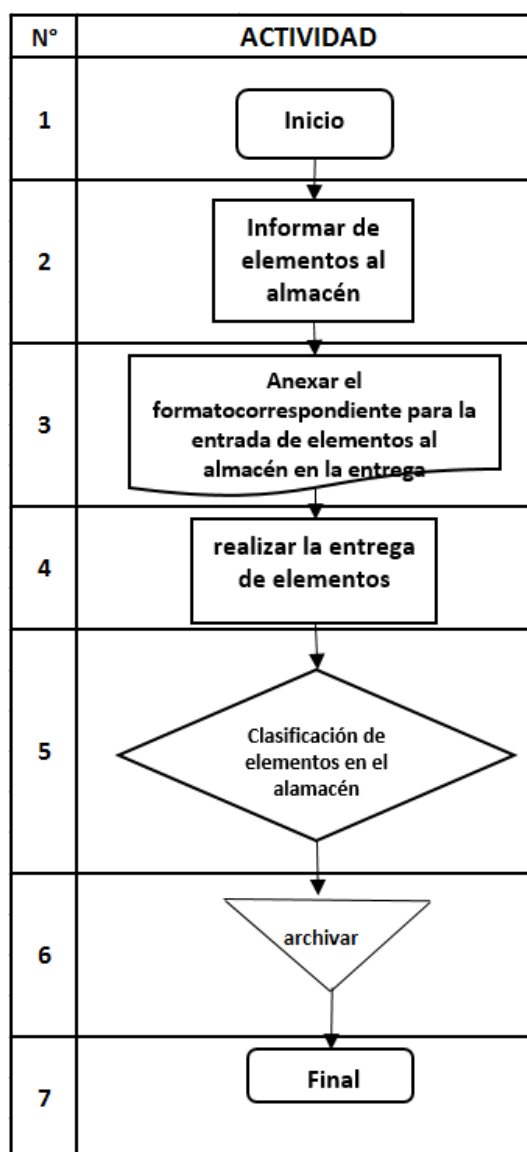 N° ACTIVIDAD
1 Inicio
2 Informar de
elementos al
almacén
3 Anexar el
formatocorrespondiente para la
entrada de elementos al
almacén en la entrega
4 realizar la entrega
de elementos
5 Clasificación de
elementos en el
alamacén
6 archivar
7 Final